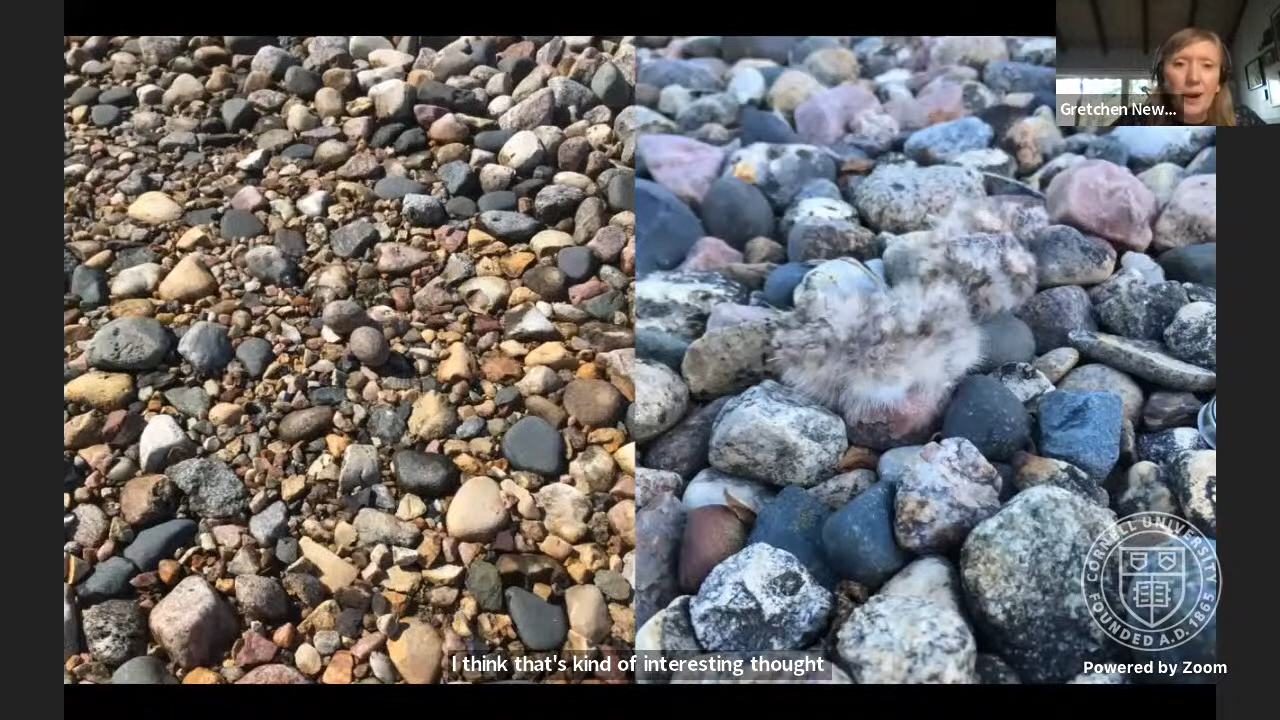 Gretchen New...
CORNELL UNIVERSITY
FOUNDED A.D. 1865
I think that's kind of interesting thought
Powered by Zoom